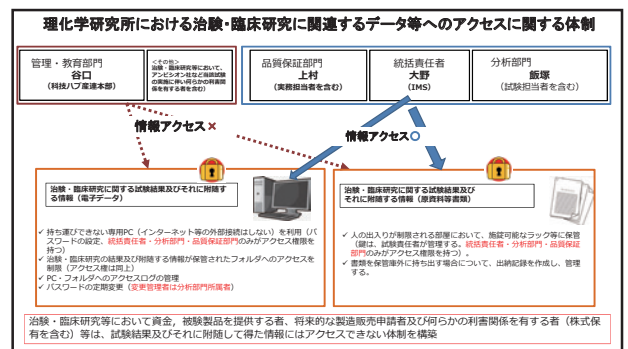 理化学研究所における治験・臨床研究に関連するデータ等へのアクセスに関する体制
管理・教育部門
谷口
(科技ハブ産連本部)
<その他>
治験・臨床研究等において、
アンビシオン社など当該試験
の実施に伴い何らかの利害関
係を有する者を含む)
品質保証部門
上村
(実務担当者を含む)
統括責任者
大野
(IMS)
分析部門
飯塚
(試験担当者を含む)
情報アクセス×
情報アクセス○
治験・臨床研究に関する試験結果及びそれに附随す
る情報（電子データ）
✓ 持ち運びできない専用PC（インターネット等の外部接続はしない）を利用（パ
スワードの設定、統括責任者・分析部門・品質保証部門のみがアクセス権限を
持つ）
✓ 治験・臨床研究の結果及び附随する情報が保管されたフォルダへのアクセスを
制限（アクセス権は同上）
✓ PC・フォルダへのアクセスログの管理
✓ パスワードの定期変更（変更管理者は分析部門所属者）
治験・臨床研究に関する試験結果及び
それに附随する情報（原資料等書類）
✓ 人の出入りが制限される部屋において、施錠可能なラック等に保管
（鍵は、試験責任者が管理する。統括責任者・分析部門・品質保証
部門のみがアクセス権限を持つ）。
✓ 書類を保管庫外に持ち出す場合について、出納記録を作成し、管理
する。
治験・臨床研究等において資金，被験製品を提供する者、将来的な製造販売申請者及び何らかの利害関係を有する者（株式保
有を含む）等は、試験結果及びそれに附随して得た情報にはアクセスできない体制を構築